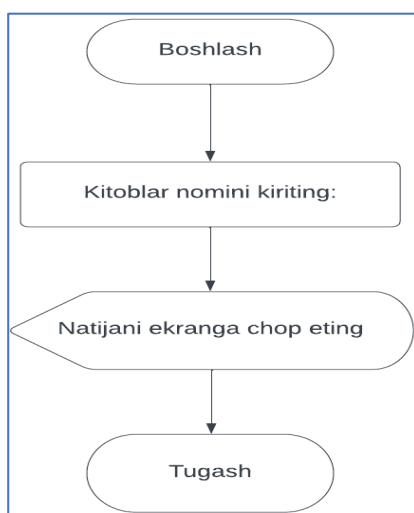 Boshlash
Kitoblar nomini kiriting:
Natijani ekranga chop eting
Tugash